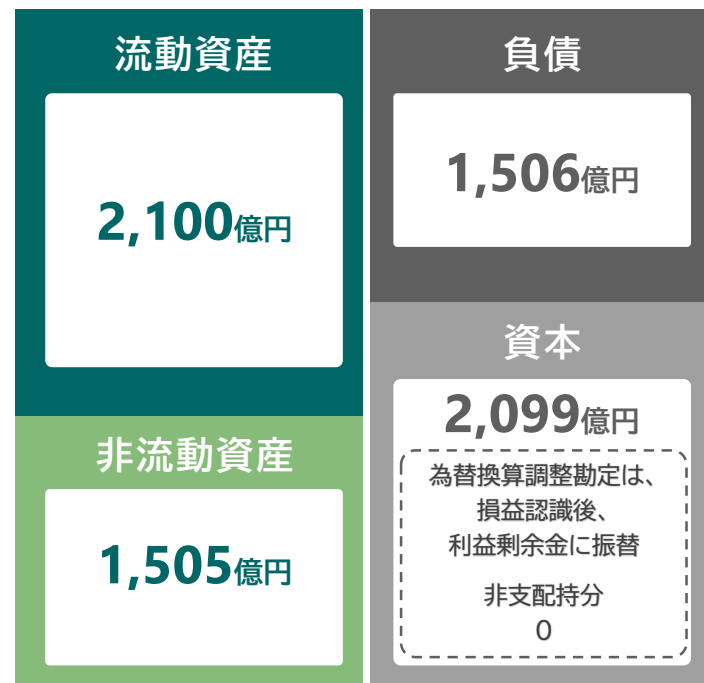 流動資産
2,100億円
非流動資産
1,505億円
負債
1,506億円
資本
2,099億円
為替換算調整勘定は、
損益認識後、
利益剰余金に振替
非支配持分
0